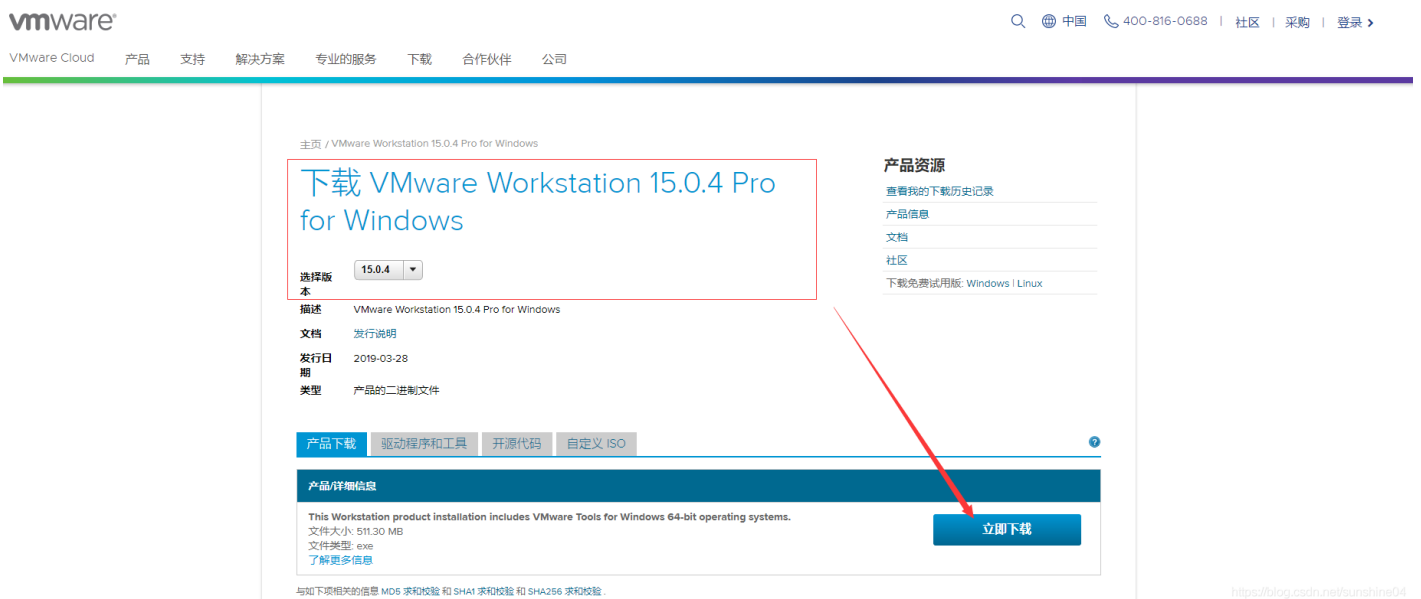 vmware®
中国
400-816-0688
社区
采购
登录
VMware Cloud 产品 支持 解决方案 专业的服务 下载 合作伙伴 公司
主页 / VMware Workstation 15.0.4 Pro for Windows
下载 VMware Workstation 15.0.4 Pro
for Windows
选择版
本
15.0.4
描述 VMware Workstation 15.0.4 Pro for Windows
文档 发行说明
发行日
期
2019-03-28
类型 产品的二进制文件
产品资源
查看我的下载历史记录
产品信息
文档
社区
下载免费试用版: Windows | Linux
产品下载 驱动程序和工具 开源代码 自定义 ISO
?
产品/详细信息
This Workstation product installation includes VMware Tools for Windows 64-bit operating systems.
文件大小: 511.30 MB
文件类型: exe
了解更多信息
立即下载
与如下项相关的信息 MD5 求和校验 和 SHA1 求和校验 和 SHA256 求和校验 .
https://blog.csdn.net/sunshine04